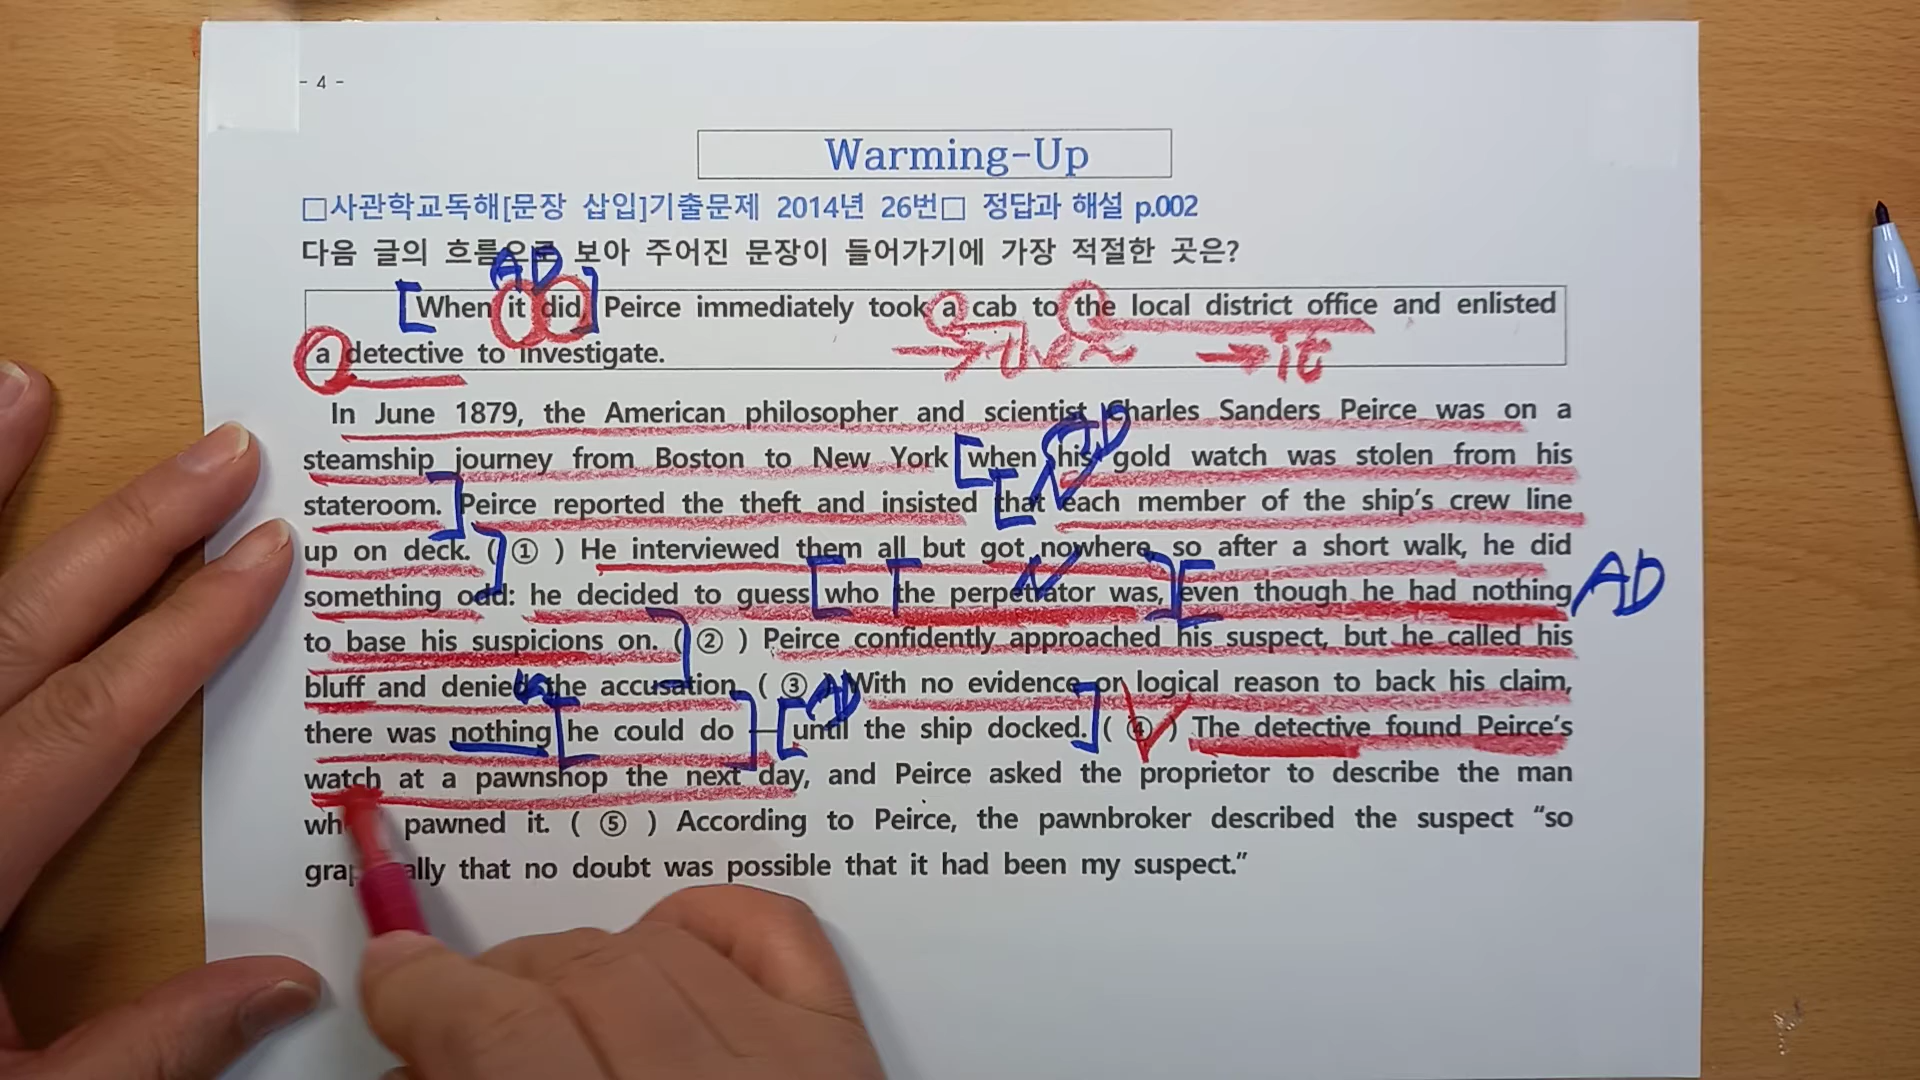 - 4 -
Warming-Up
□사관학교독해[문장 삽입]기출문제 2014년 26번□ 정답과 해설 p.002
다음 글의 흐름으로 보아 주어진 문장이 들어가기에 가장 적절한 곳은?
AD
[When it did,] Peirce immediately took a cab to the local district office and enlisted
a detective to investigate.
→the~ →it
In June 1879, the American philosopher and scientist Charles Sanders Peirce was on a
AD
steamship journey from Boston to New York [when his gold watch was stolen from his
stateroom.] Peirce reported the theft and insisted [that each member of the ship's crew line
up on deck.] ( ① ) He interviewed them all but got nowhere, so after a short walk, he did
something odd: he decided to guess [who [the perpetrator was,] [even though he had nothing AD
to base his suspicions on.] ( ② ) Peirce confidently approached his suspect, but he called his
bluff and denied the accusation. ( ③ ) With no evidence or logical reason to back his claim,
AD
there was nothing [he could do] — [until the ship docked.] ( ④ ) The detective found Peirce's
watch at a pawnshop the next day, and Peirce asked the proprietor to describe the man
pawned it. ( ⑤ ) According to Peirce, the pawnbroker described the suspect "so
that no doubt was possible that it had been my suspect."